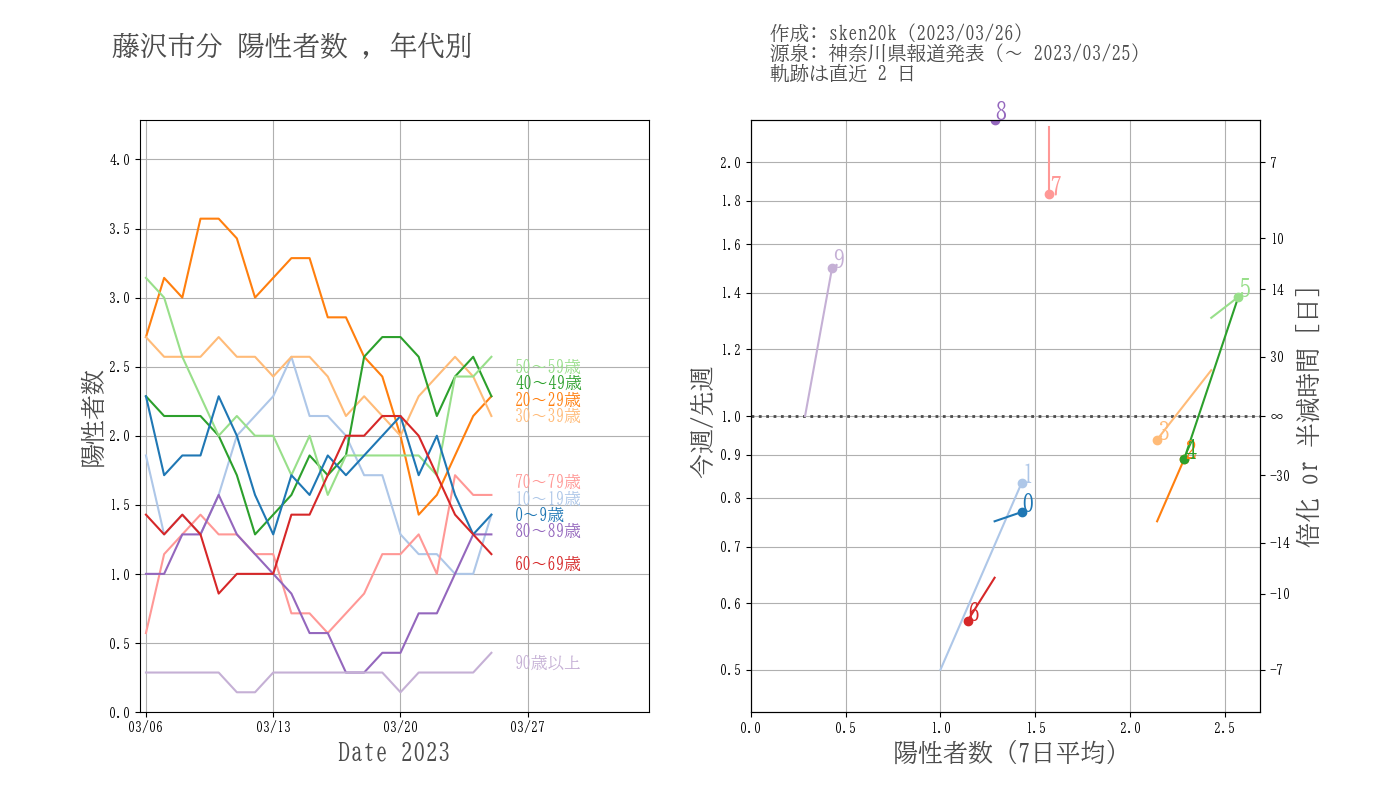 藤沢市分 陽性者数 , 年代別
作成: sken20k (2023/03/26)
源泉: 神奈川県報道発表 (～ 2023/03/25)
軌跡は直近 2 日
陽性者数
4.0
3.5
3.0
2.5
2.0
1.5
1.0
0.5
0.0
03/06
03/13
03/20
03/27
Date 2023
50～59歳
40～49歳
20～29歳
30～39歳
70～79歳
10～19歳
0～9歳
80～89歳
60～69歳
90歳以上
今週/先週
2.0
1.8
1.6
1.4
1.2
1.0
0.9
0.8
0.7
0.6
0.5
0.0
0.5
1.0
1.5
2.0
2.5
陽性者数 (7日平均)
8
7
9
5
3
2
4
1
0
6
7
10
14
30
∞
−30
−14
−10
−7
倍化 or 半減時間 [日]